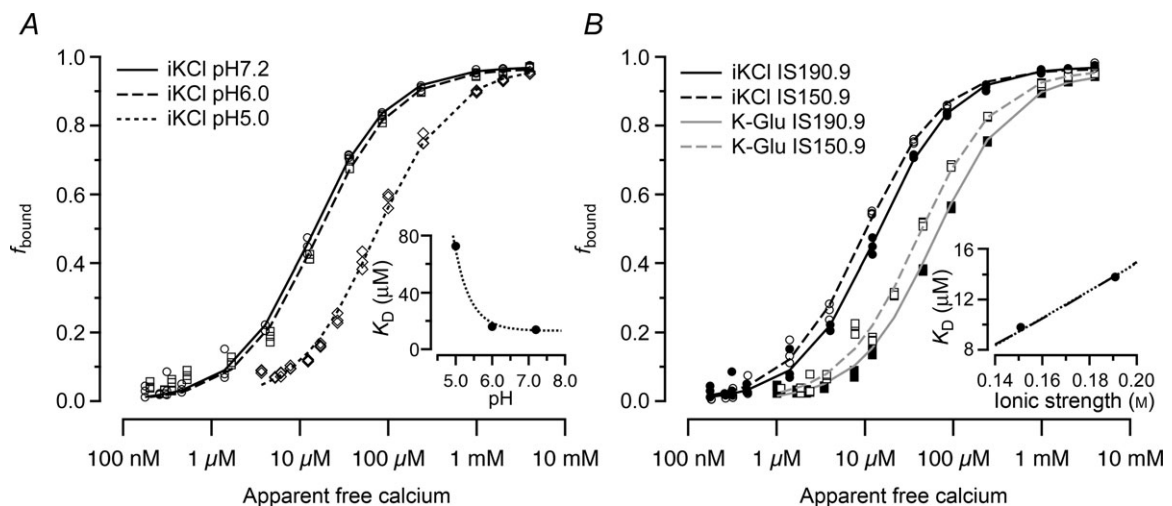 A
iKCl pH7.2
iKCl pH6.0
iKCl pH5.0
1.0
0.8
0.6
0.4
0.2
0.0
f_bound
100 nM 1 µM 10 µM 100 µM 1 mM 10 mM
Apparent free calcium
80
40
0
K_D (µM)
5.0 6.0 7.0 8.0
pH
B
iKCl IS190.9
iKCl IS150.9
K-Glu IS190.9
K-Glu IS150.9
1.0
0.8
0.6
0.4
0.2
0.0
f_bound
100 nM 1 µM 10 µM 100 µM 1 mM 10 mM
Apparent free calcium
16
12
8
K_D (µM)
0.14 0.16 0.18 0.20
Ionic strength (M)